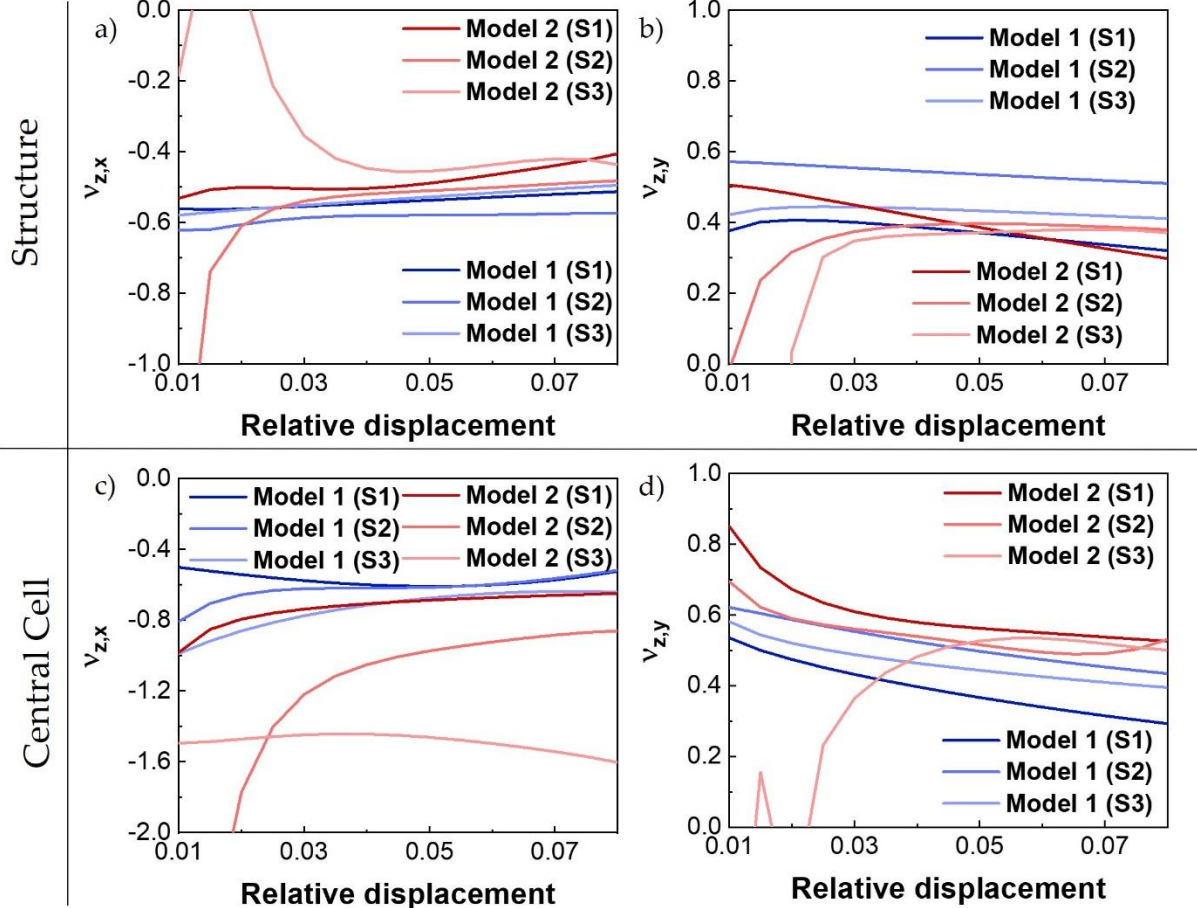 Structure
a)
0.0
-0.2
-0.4
-0.6
-0.8
-1.0
νz,x
Model 2 (S1)
Model 2 (S2)
Model 2 (S3)
Model 1 (S1)
Model 1 (S2)
Model 1 (S3)
0.01 0.03 0.05 0.07
Relative displacement
b)
1.0
0.8
0.6
0.4
0.2
0.0
νz,y
Model 1 (S1)
Model 1 (S2)
Model 1 (S3)
Model 2 (S1)
Model 2 (S2)
Model 2 (S3)
0.01 0.03 0.05 0.07
Relative displacement
Central Cell
c)
0.0
-0.4
-0.8
-1.2
-1.6
-2.0
νz,x
Model 1 (S1) Model 2 (S1)
Model 1 (S2) Model 2 (S2)
Model 1 (S3) Model 2 (S3)
0.01 0.03 0.05 0.07
Relative displacement
d)
1.0
0.8
0.6
0.4
0.2
0.0
νz,y
Model 2 (S1)
Model 2 (S2)
Model 2 (S3)
Model 1 (S1)
Model 1 (S2)
Model 1 (S3)
0.01 0.03 0.05 0.07
Relative displacement